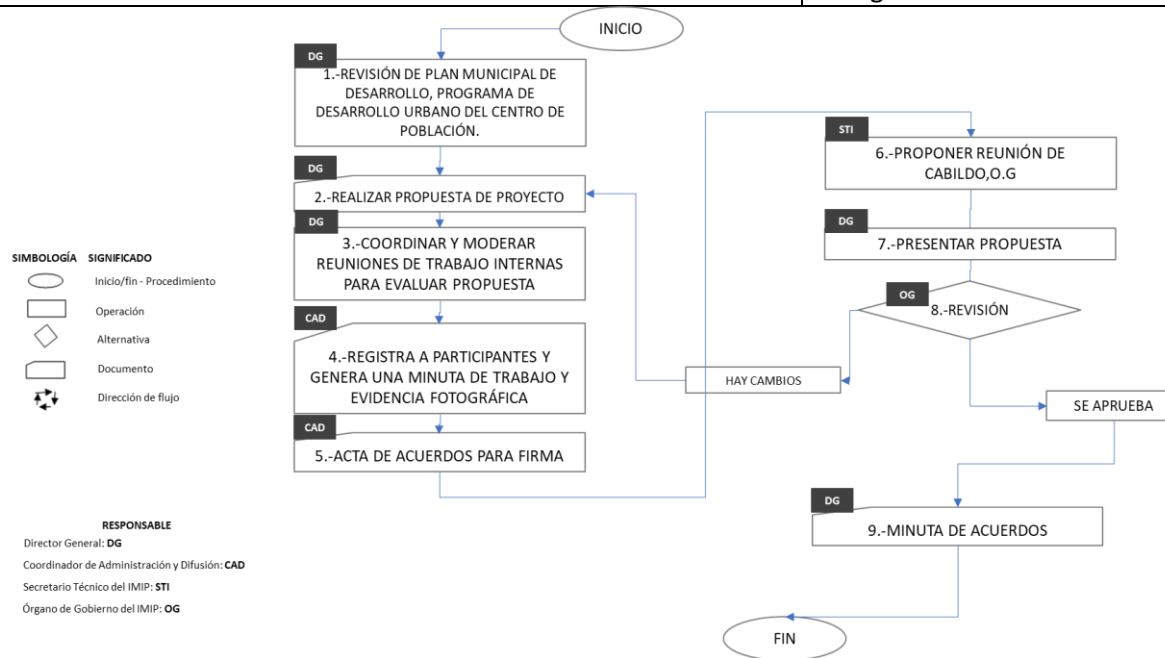 INICIO
DG
1.-REVISIÓN DE PLAN MUNICIPAL DE
DESARROLLO, PROGRAMA DE
DESARROLLO URBANO DEL CENTRO DE
POBLACIÓN.
DG
2.-REALIZAR PROPUESTA DE PROYECTO
DG
3.-COORDINAR Y MODERAR
REUNIONES DE TRABAJO INTERNAS
PARA EVALUAR PROPUESTA
CAD
4.-REGISTRA A PARTICIPANTES Y
GENERA UNA MINUTA DE TRABAJO Y
EVIDENCIA FOTOGRÁFICA
CAD
5.-ACTA DE ACUERDOS PARA FIRMA
STI
6.-PROPONER REUNIÓN DE
CABILDO,O.G
DG
7.-PRESENTAR PROPUESTA
OG
8.-REVISIÓN
HAY CAMBIOS
SE APRUEBA
DG
9.-MINUTA DE ACUERDOS
FIN
SIMBOLOGÍA SIGNIFICADO
Inicio/fin - Procedimiento
Operación
Alternativa
Documento
Dirección de flujo
RESPONSABLE
Director General: DG
Coordinador de Administración y Difusión: CAD
Secretario Técnico del IMIP: STI
Órgano de Gobierno del IMIP: OG